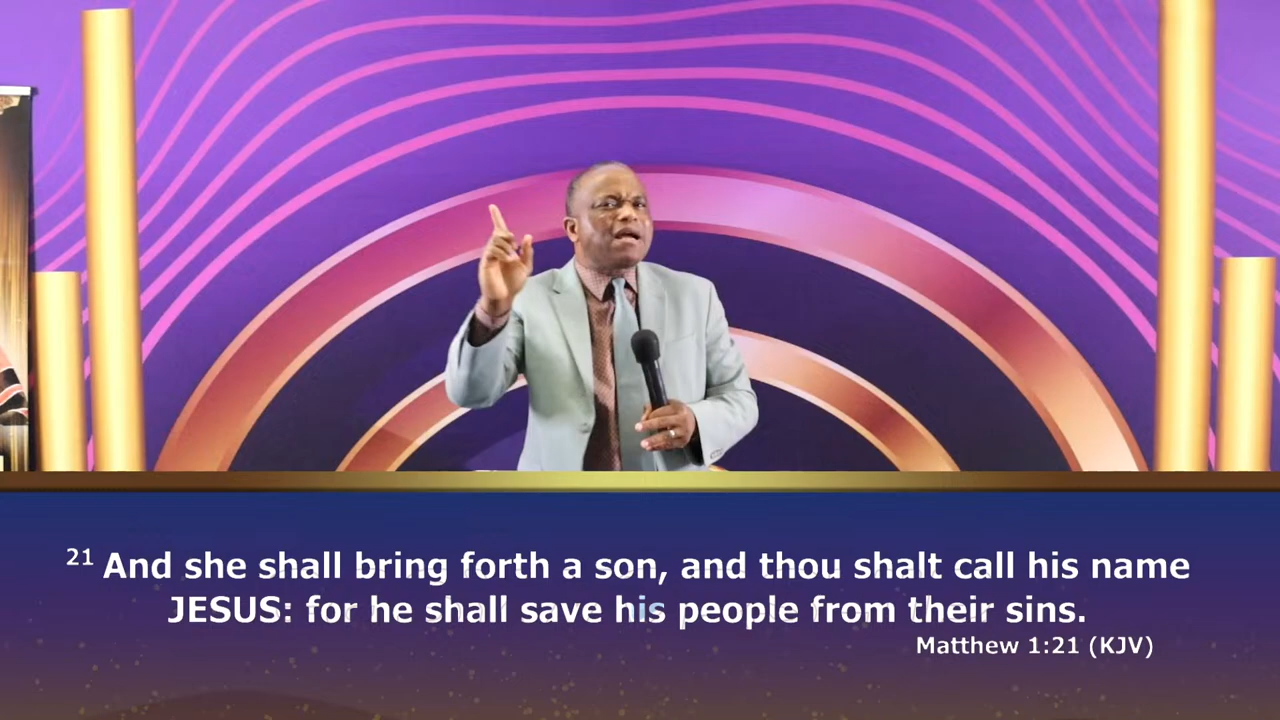 21 And she shall bring forth a son, and thou shalt call his name
JESUS: for he shall save his people from their sins.
Matthew 1:21 (KJV)